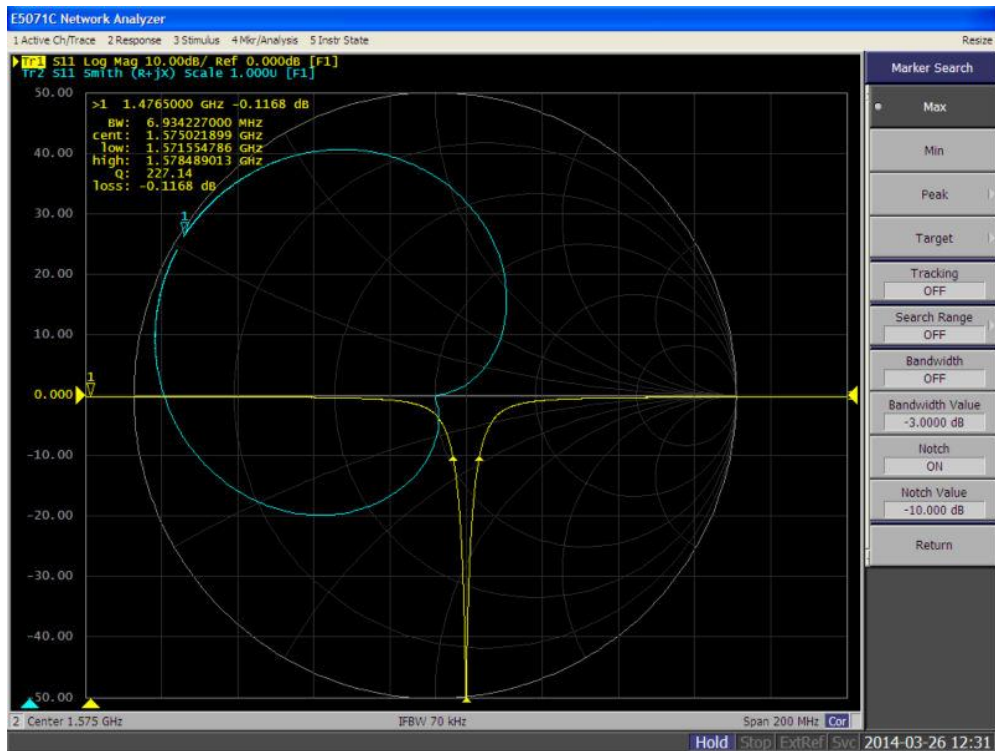 E5071C Network Analyzer
1 Active Ch/Trace 2 Response 3 Stimulus 4 Mkr/Analysis 5 Instr State
Resize
Tr1 S11 Log Mag 10.00dB/ Ref 0.000dB [F1]
Tr2 S11 Smith (R+jX) Scale 1.000U [F1]
50.00
>1 1.4765000 GHz -0.1168 dB
BW: 6.934227000 MHz
cent: 1.575021899 GHz
low: 1.571554786 GHz
high: 1.578489013 GHz
Q: 227.14
loss: -0.1168 dB
40.00
30.00
1
20.00
10.00
1
0.000
-10.00
-20.00
-30.00
-40.00
-50.00
Marker Search
Max
Min
Peak
Target
Tracking
OFF
Search Range
OFF
Bandwidth
OFF
Bandwidth Value
-3.0000 dB
Notch
ON
Notch Value
-10.000 dB
Return
2 Center 1.575 GHz
IFBW 70 kHz
Span 200 MHz Cor
Hold Stop ExtRef Svc 2014-03-26 12:31